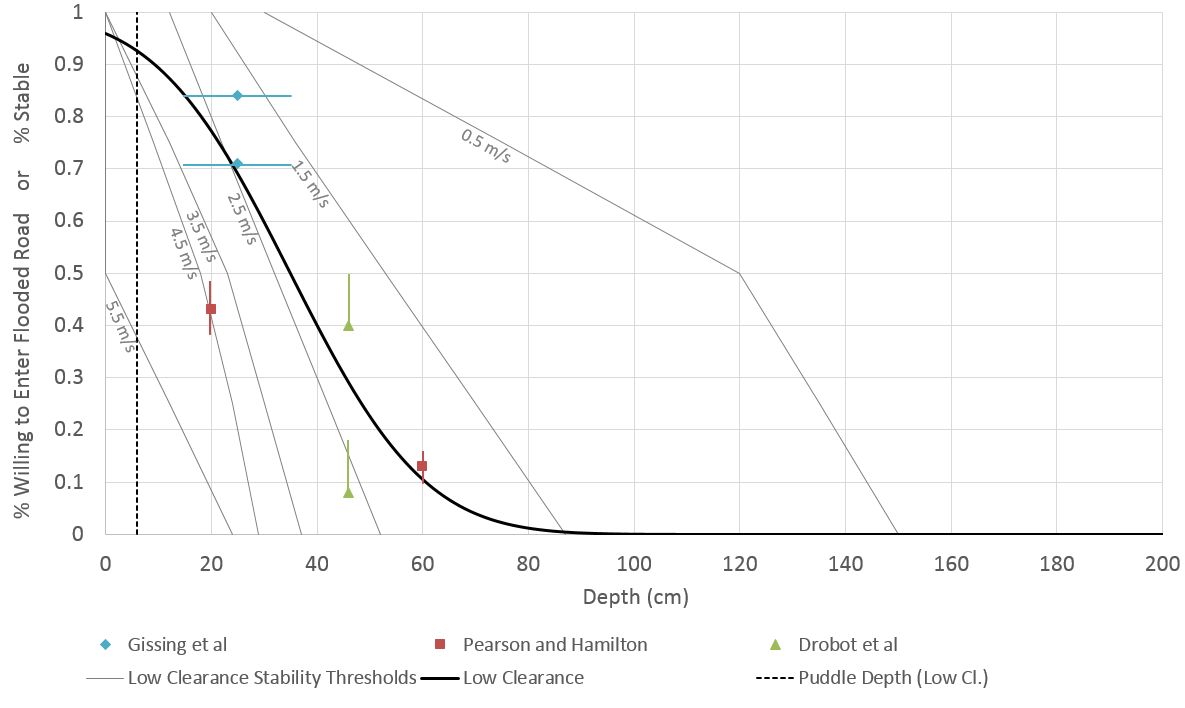 % Willing to Enter Flooded Road or % Stable
1
0.9
0.8
0.7
0.6
0.5
0.4
0.3
0.2
0.1
0
0.5 m/s
1.5 m/s
2.5 m/s
3.5 m/s
4.5 m/s
5.5 m/s
0 20 40 60 80 100 120 140 160 180 200
Depth (cm)
Gissing et al Pearson and Hamilton Drobot et al
Low Clearance Stability Thresholds Low Clearance Puddle Depth (Low Cl.)